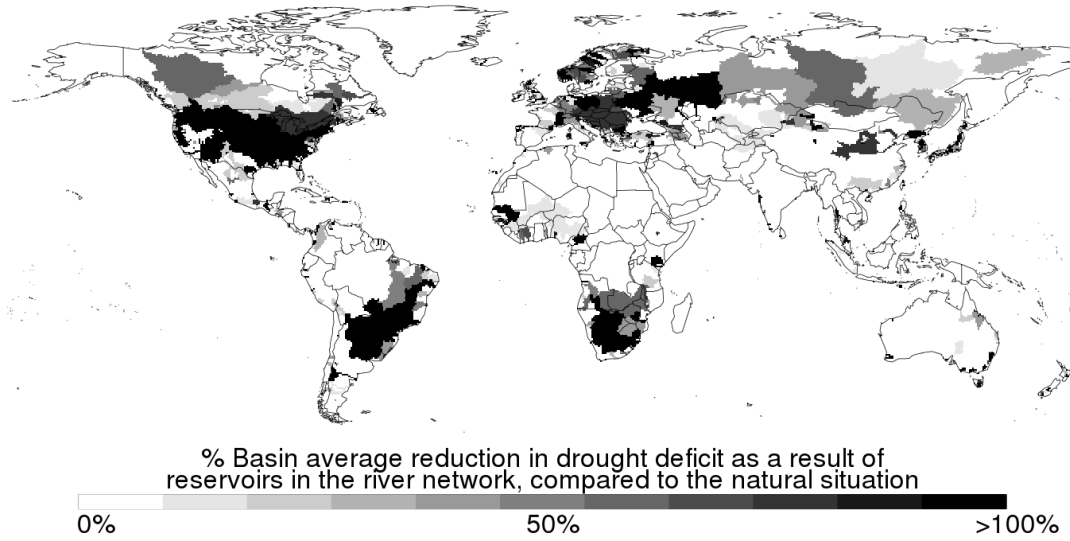 % Basin average reduction in drought deficit as a result of
reservoirs in the river network, compared to the natural situation
0% 50% >100%